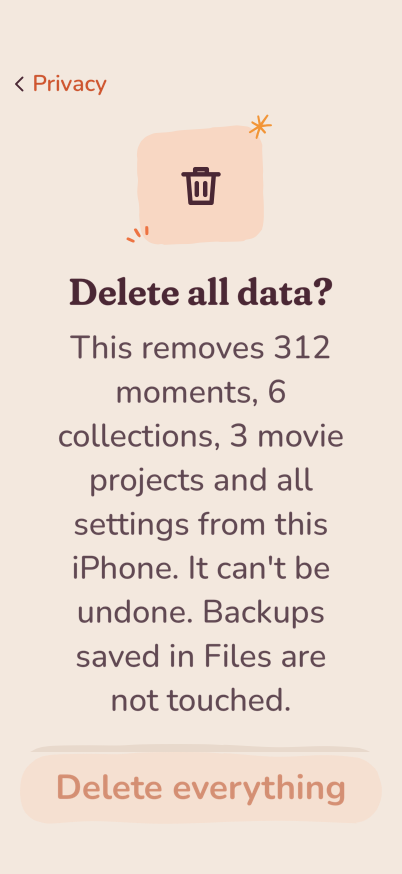 Privacy
Delete all data?
This removes 312
moments, 6
collections, 3 movie
projects and all
settings from this
iPhone. It can't be
undone. Backups
saved in Files are
not touched.
Delete everything